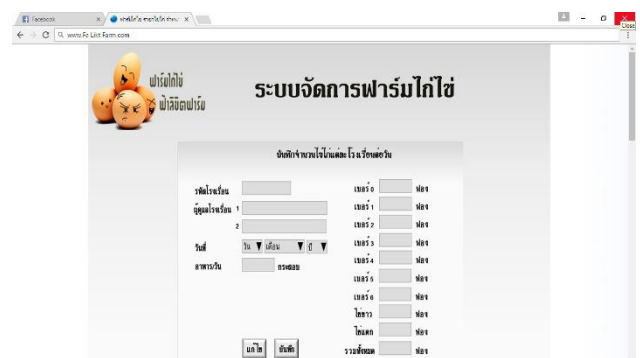 Facebook
www.Fa Likt Farm.com
Close
ฟาร์มไก่ไข่
ฟ้าลิขิตฟาร์ม
ระบบจัดการฟาร์มไก่ไข่
บันทึกจำนวนไข่ไก่แต่ละโรงเรือนต่อวัน
รหัสโรงเรือน
เบอร์ 0 ฟอง
ผู้ดูแลโรงเรือน 1
เบอร์ 1 ฟอง
2
เบอร์ 2 ฟอง
วันที่ วัน ▼ เดือน ▼ ปี ▼
เบอร์ 3 ฟอง
อาหาร/วัน กระสอบ
เบอร์ 4 ฟอง
เบอร์ 5 ฟอง
เบอร์ 6 ฟอง
ไข่ขาว ฟอง
ไข่แตก ฟอง
แก้ไข บันทึก
รวมทั้งหมด ฟอง